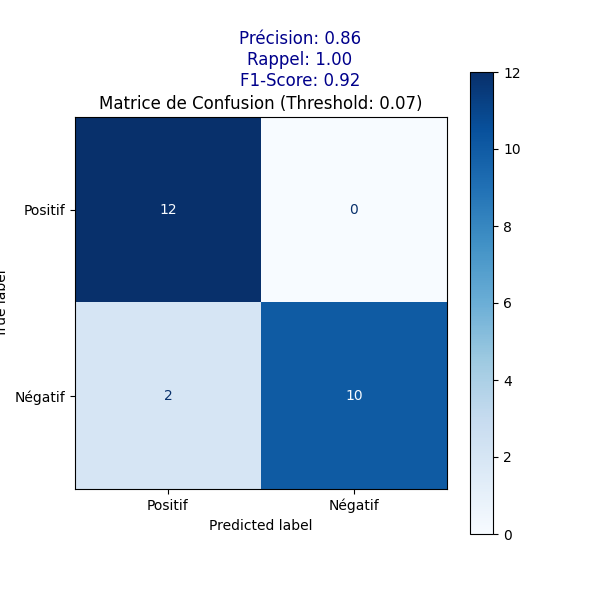 Précision: 0.86
Rappel: 1.00
F1-Score: 0.92
Matrice de Confusion (Threshold: 0.07)
12
10
8
6
4
2
0
Positif
12
0
label
Négatif
2
10
Positif
Négatif
Predicted label